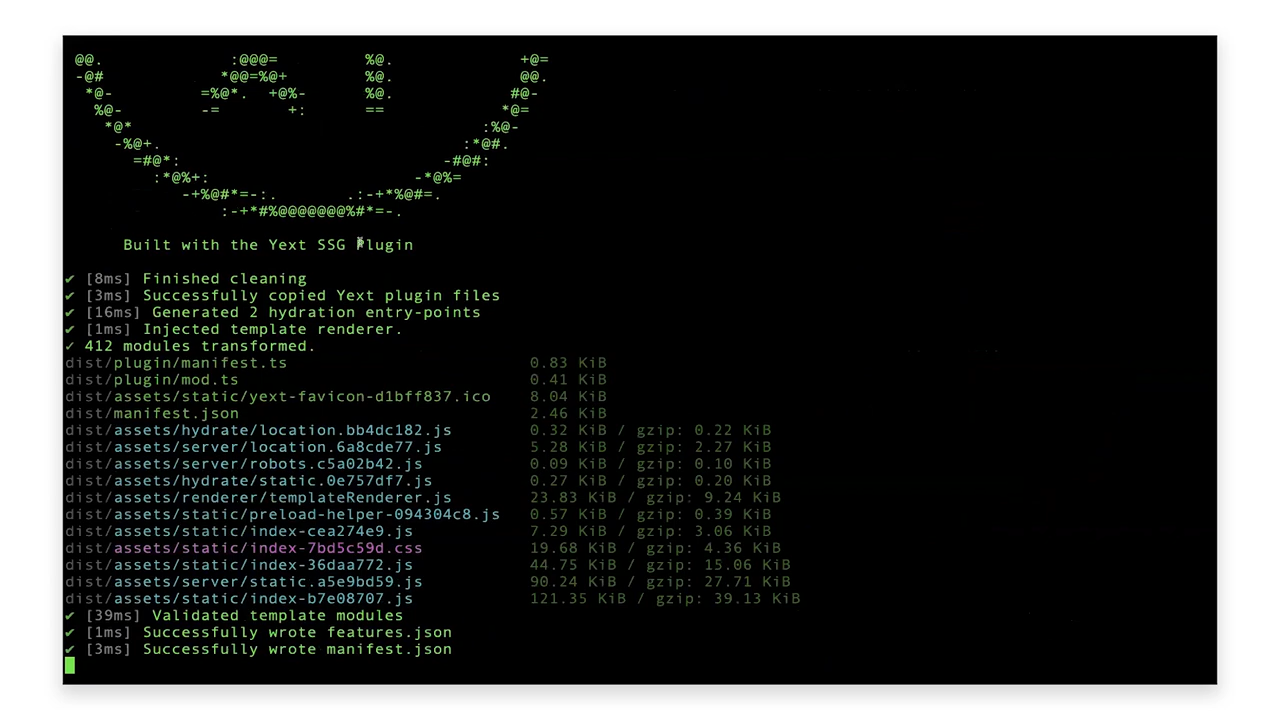 @@.              :@@@=         %@.             +@=
-@#            *@@=%@+        %@.             @@.
*@-         =%@*.  +@%-      %@.            #@-
%@-        -=       +:      ==            *@=
*@*                                    :%@-
-%@+.                                :*@#.
=#@*:                           -#@#:
:*@%+:                     -*@%=
-+%@#*=-:.       .:-+*%@#=.
:-+*#%@@@@@@@%#*=-.
Built with the Yext SSG Plugin
✔ [8ms] Finished cleaning
✔ [3ms] Successfully copied Yext plugin files
✔ [16ms] Generated 2 hydration entry-points
✔ [1ms] Injected template renderer.
✓ 412 modules transformed.
dist/plugin/manifest.ts 0.83 KiB
dist/plugin/mod.ts 0.41 KiB
dist/assets/static/yext-favicon-d1bff837.ico 8.04 KiB
dist/manifest.json 2.46 KiB
dist/assets/hydrate/location.bb4dc182.js 0.32 KiB / gzip: 0.22 KiB
dist/assets/server/location.6a8cde77.js 5.28 KiB / gzip: 2.27 KiB
dist/assets/server/robots.c5a02b42.js 0.09 KiB / gzip: 0.10 KiB
dist/assets/hydrate/static.0e757df7.js 0.27 KiB / gzip: 0.20 KiB
dist/assets/renderer/templateRenderer.js 23.83 KiB / gzip: 9.24 KiB
dist/assets/static/preload-helper-094304c8.js 0.57 KiB / gzip: 0.39 KiB
dist/assets/static/index-cea274e9.js 7.29 KiB / gzip: 3.06 KiB
dist/assets/static/index-7bd5c59d.css 19.68 KiB / gzip: 4.36 KiB
dist/assets/static/index-36daa772.js 44.75 KiB / gzip: 15.06 KiB
dist/assets/server/static.a5e9bd59.js 90.24 KiB / gzip: 27.71 KiB
dist/assets/static/index-b7e08707.js 121.35 KiB / gzip: 39.13 KiB
✔ [39ms] Validated template modules
✔ [1ms] Successfully wrote features.json
✔ [3ms] Successfully wrote manifest.json